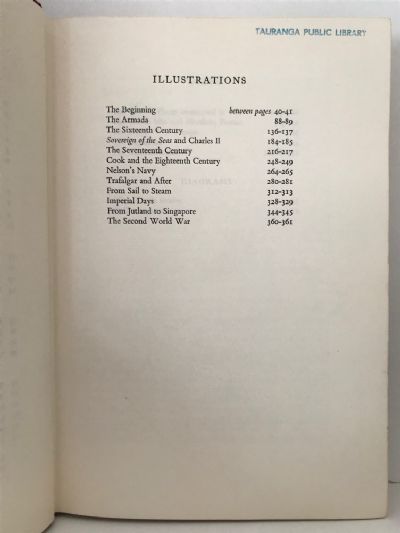 TAURANGA PUBLIC LIBRARY
ILLUSTRATIONS
The Beginning between pages 40-41
The Armada 88-89
The Sixteenth Century 136-137
Sovereign of the Seas and Charles II 184-185
The Seventeenth Century 216-217
Cook and the Eighteenth Century 248-249
Nelson's Navy 264-265
Trafalgar and After 280-281
From Sail to Steam 312-313
Imperial Days 328-329
From Jutland to Singapore 344-345
The Second World War 360-361